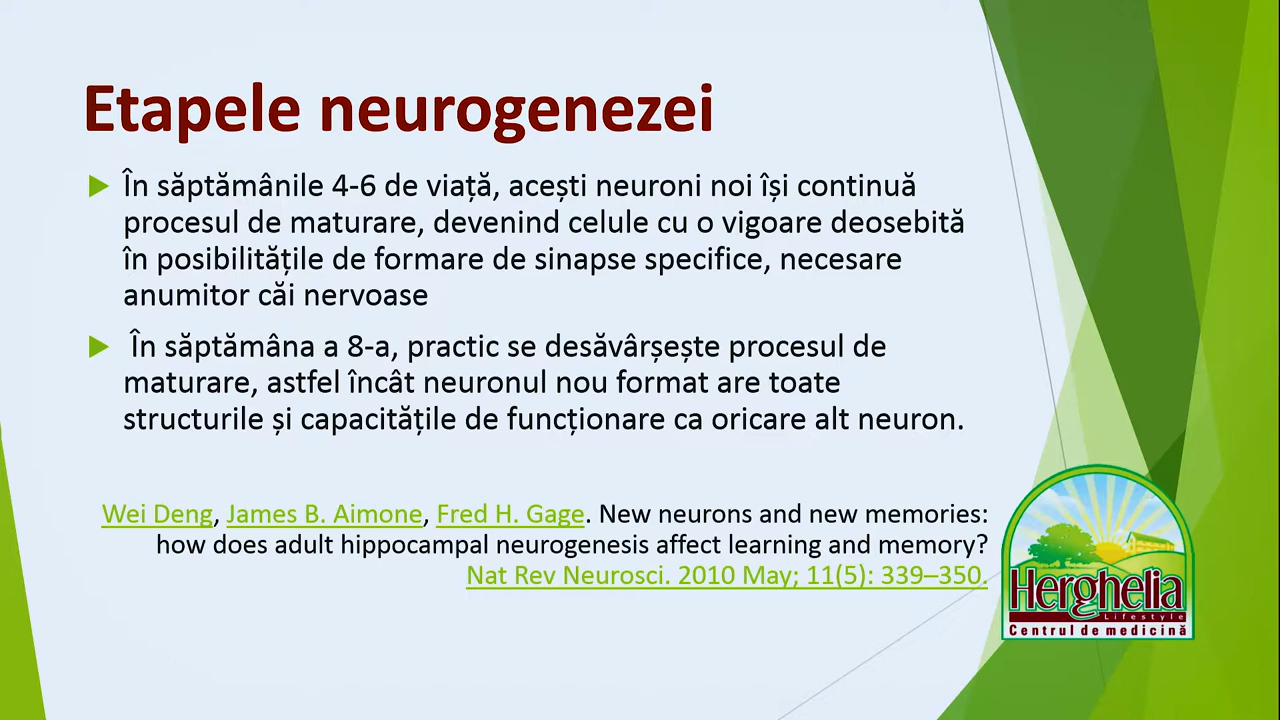 Etapele neurogenezei
În săptămânile 4-6 de viață, acești neuroni noi își continuă
procesul de maturare, devenind celule cu o vigoare deosebită
în posibilitățile de formare de sinapse specifice, necesare
anumitor căi nervoase
În săptămâna a 8-a, practic se desăvârșește procesul de
maturare, astfel încât neuronul nou format are toate
structurile și capacitățile de funcționare ca oricare alt neuron.
Wei Deng, James B. Aimone, Fred H. Gage. New neurons and new memories:
how does adult hippocampal neurogenesis affect learning and memory?
Nat Rev Neurosci. 2010 May; 11(5): 339–350.
Herghelia
Lifestyle
Centrul de medicină